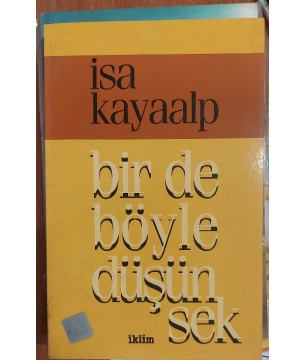 isa
kayaalp
bir de
böyle
düşün
sek
iklim